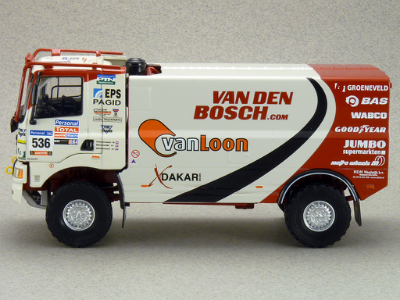 EPS
PAGID
Personal
TOTAL
536
VAN DEN
BOSCH.COM
vanLoon
DAKAR
GROENEVELD
BAS
WABCO
GOODYEAR
JUMBO
supermarkten